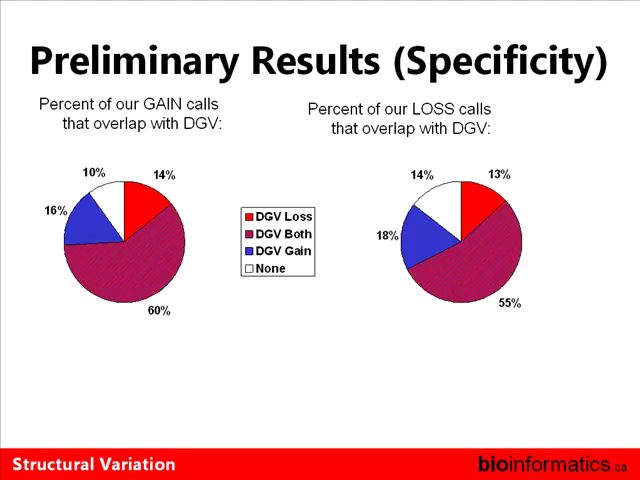 Preliminary Results (Specificity)
Percent of our GAIN calls
that overlap with DGV:
Percent of our LOSS calls
that overlap with DGV:
10%
14%
16%
60%
DGV Loss
DGV Both
DGV Gain
None
14%
13%
18%
55%
Structural Variation
bioinformatics.ca